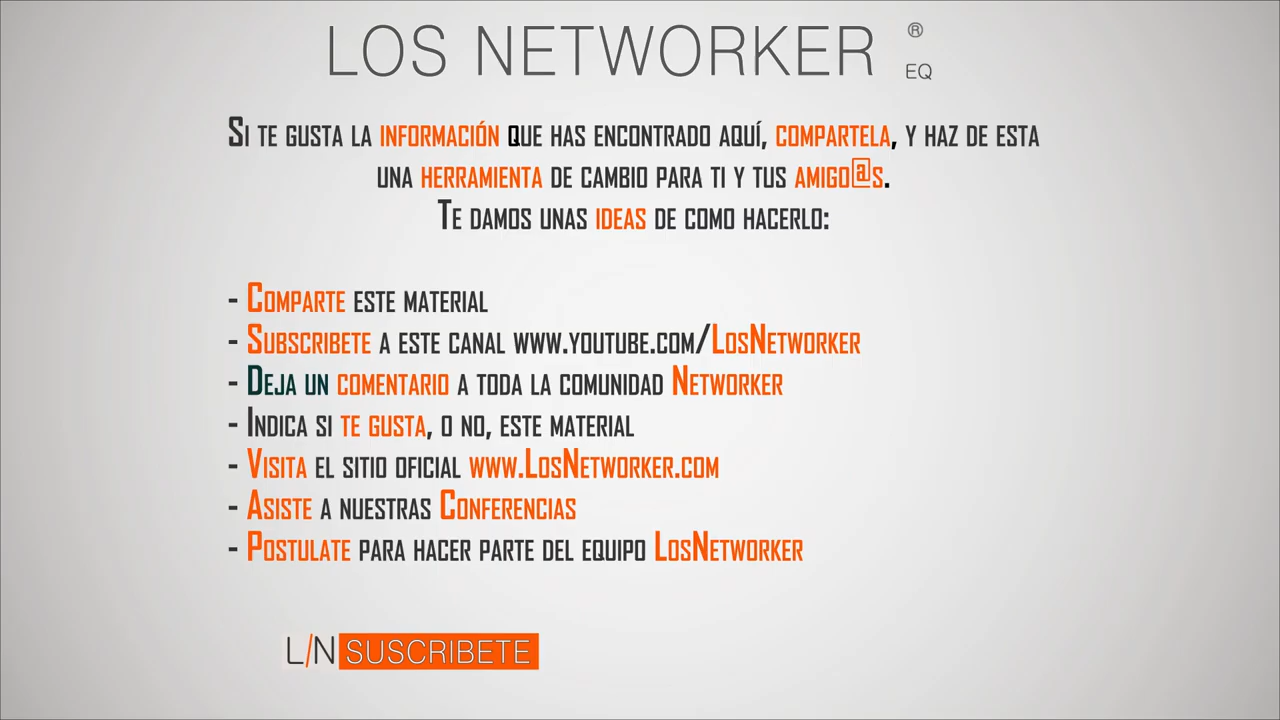 LOS NETWORKER ®
EQ
Si te gusta la información que has encontrado aquí, compartela, y haz de esta
una herramienta de cambio para ti y tus amigo@s.
Te damos unas ideas de como hacerlo:
- Comparte este material
- Subscribete a este canal www.youtube.com/LosNetworker
- Deja un comentario a toda la comunidad Networker
- Indica si te gusta, o no, este material
- Visita el sitio oficial www.LosNetworker.com
- Asiste a nuestras Conferencias
- Postulate para hacer parte del equipo LosNetworker
L/N SUSCRIBETE